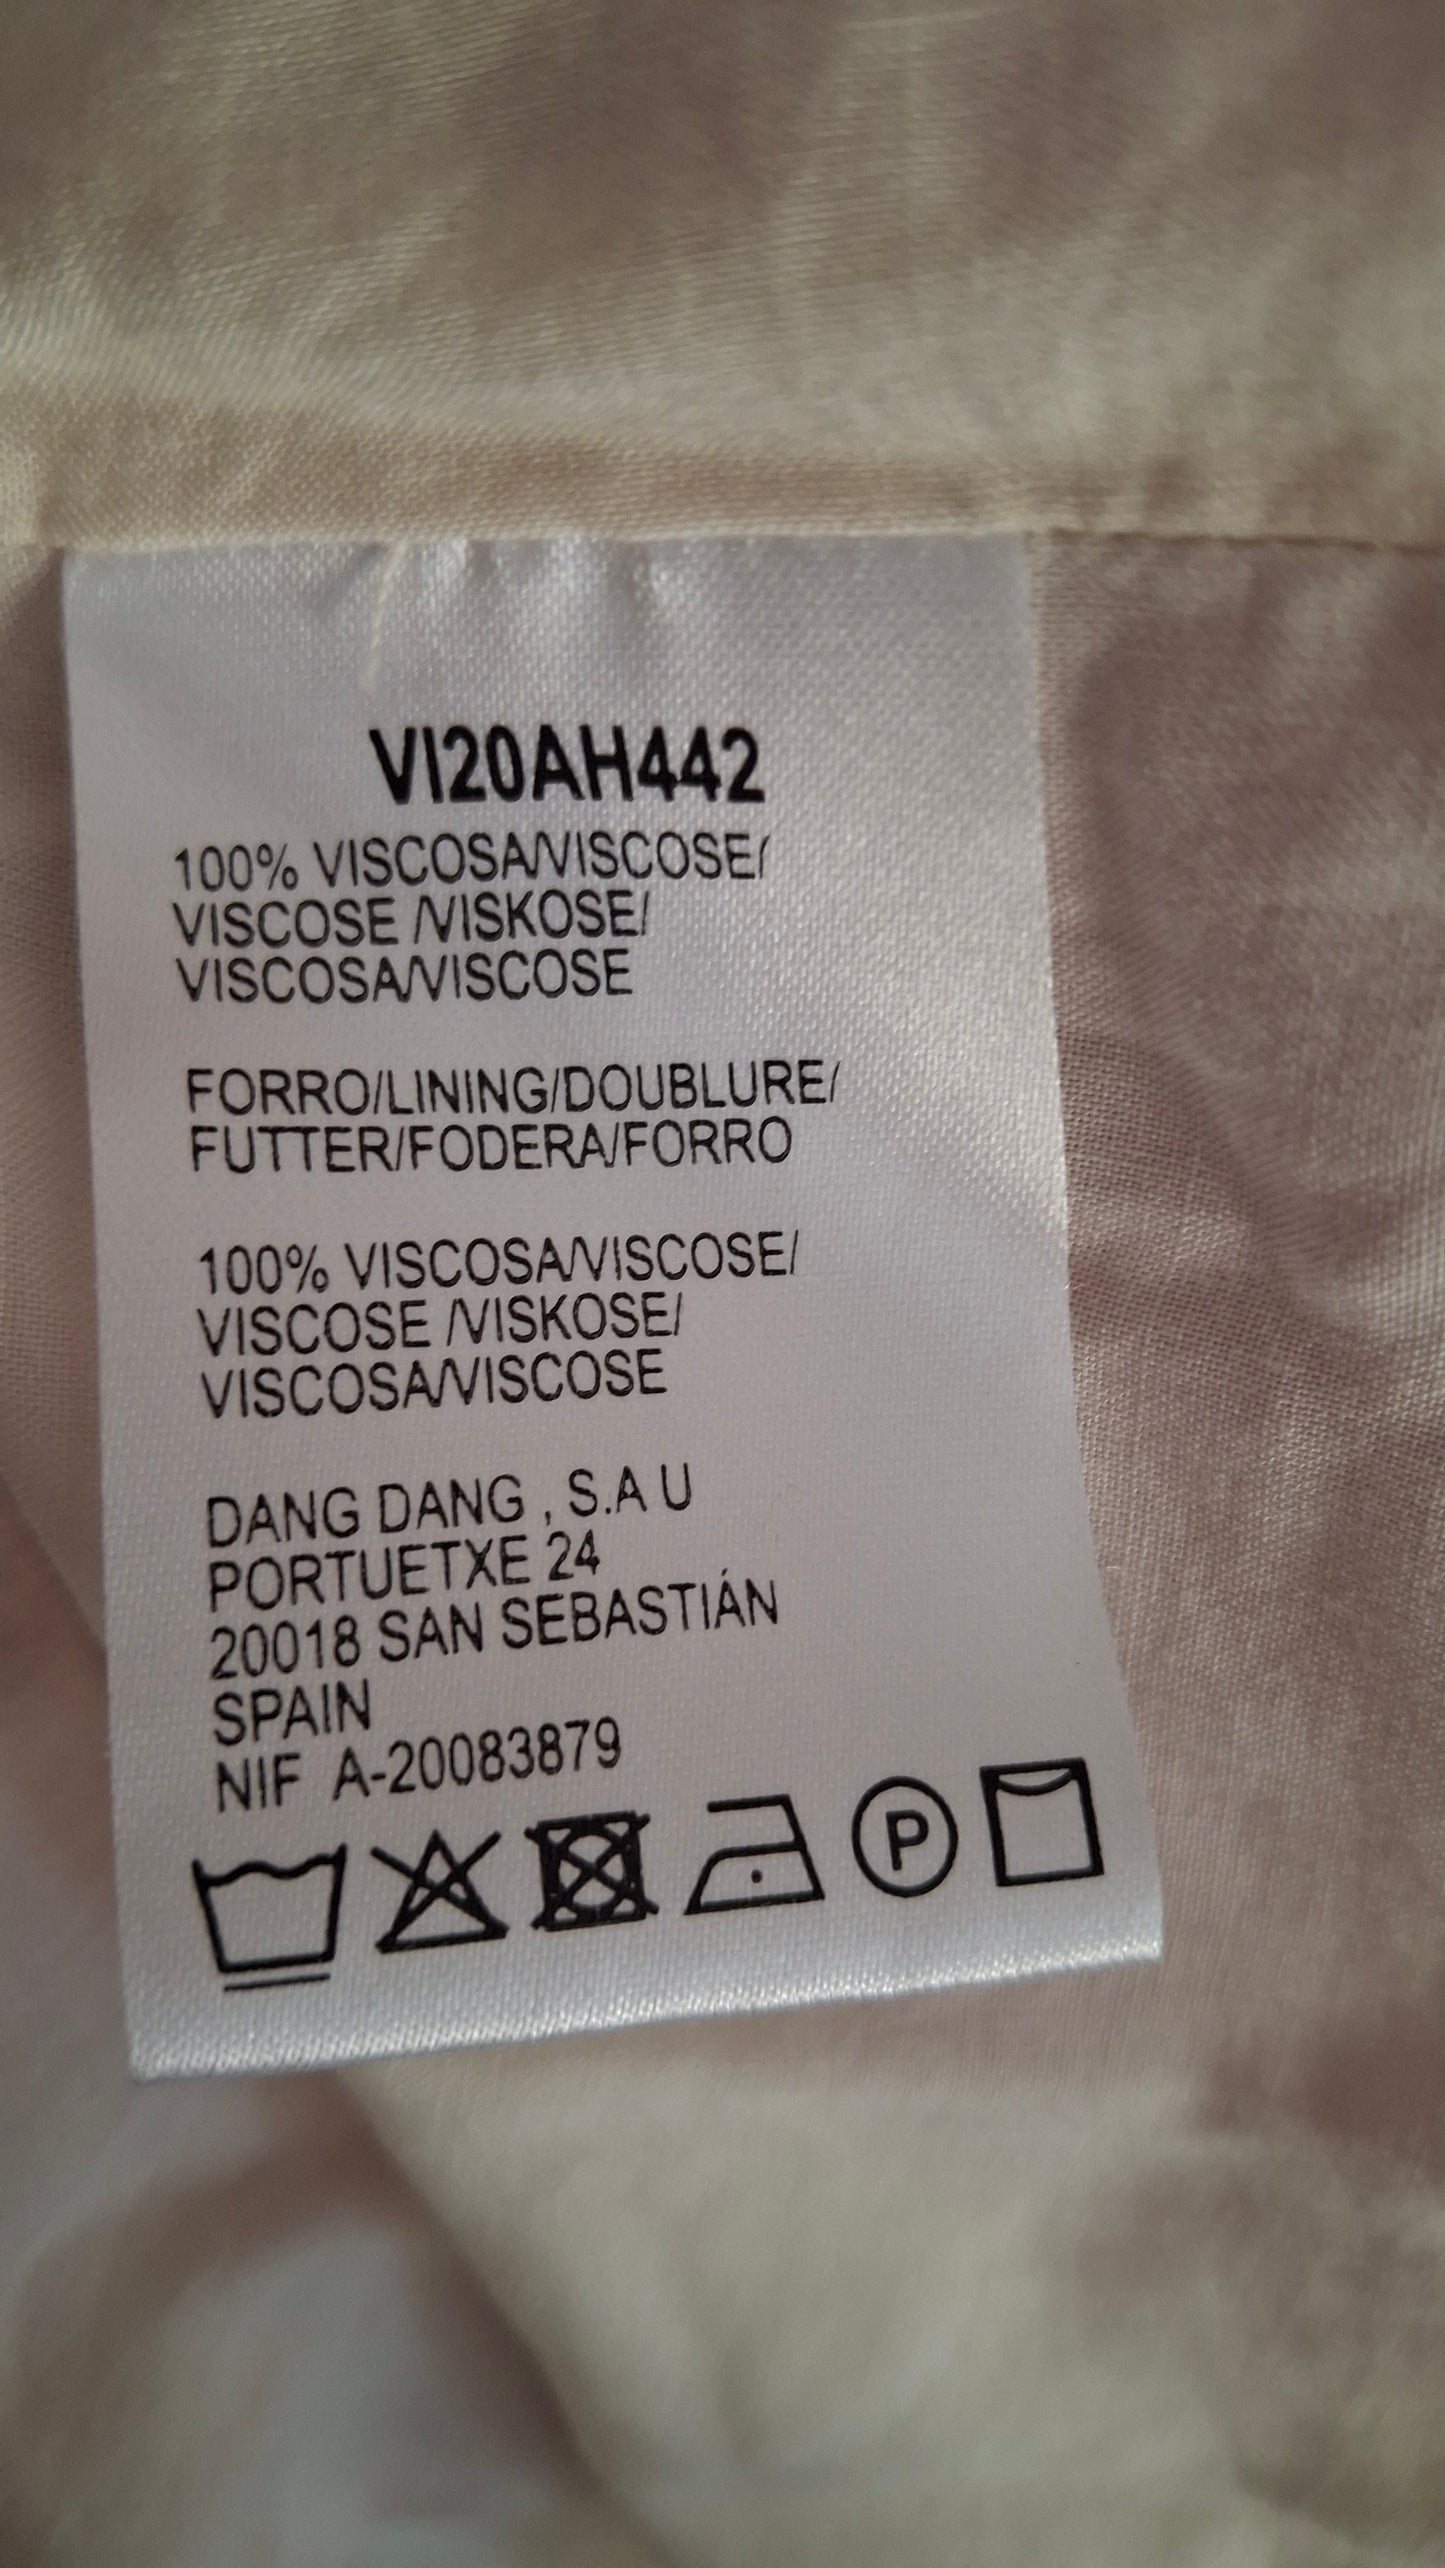 VI20AH442
100% VISCOSA/VISCOSE/
VISCOSE /VISKOSE/
VISCOSA/VISCOSE
FORRO/LINING/DOUBLURE/
FUTTER/FODERA/FORRO
100% VISCOSA/VISCOSE/
VISCOSE /VISKOSE/
VISCOSA/VISCOSE
DANG DANG , S.A U
PORTUETXE 24
20018 SAN SEBASTIÁN
SPAIN
NIF A-20083879
P